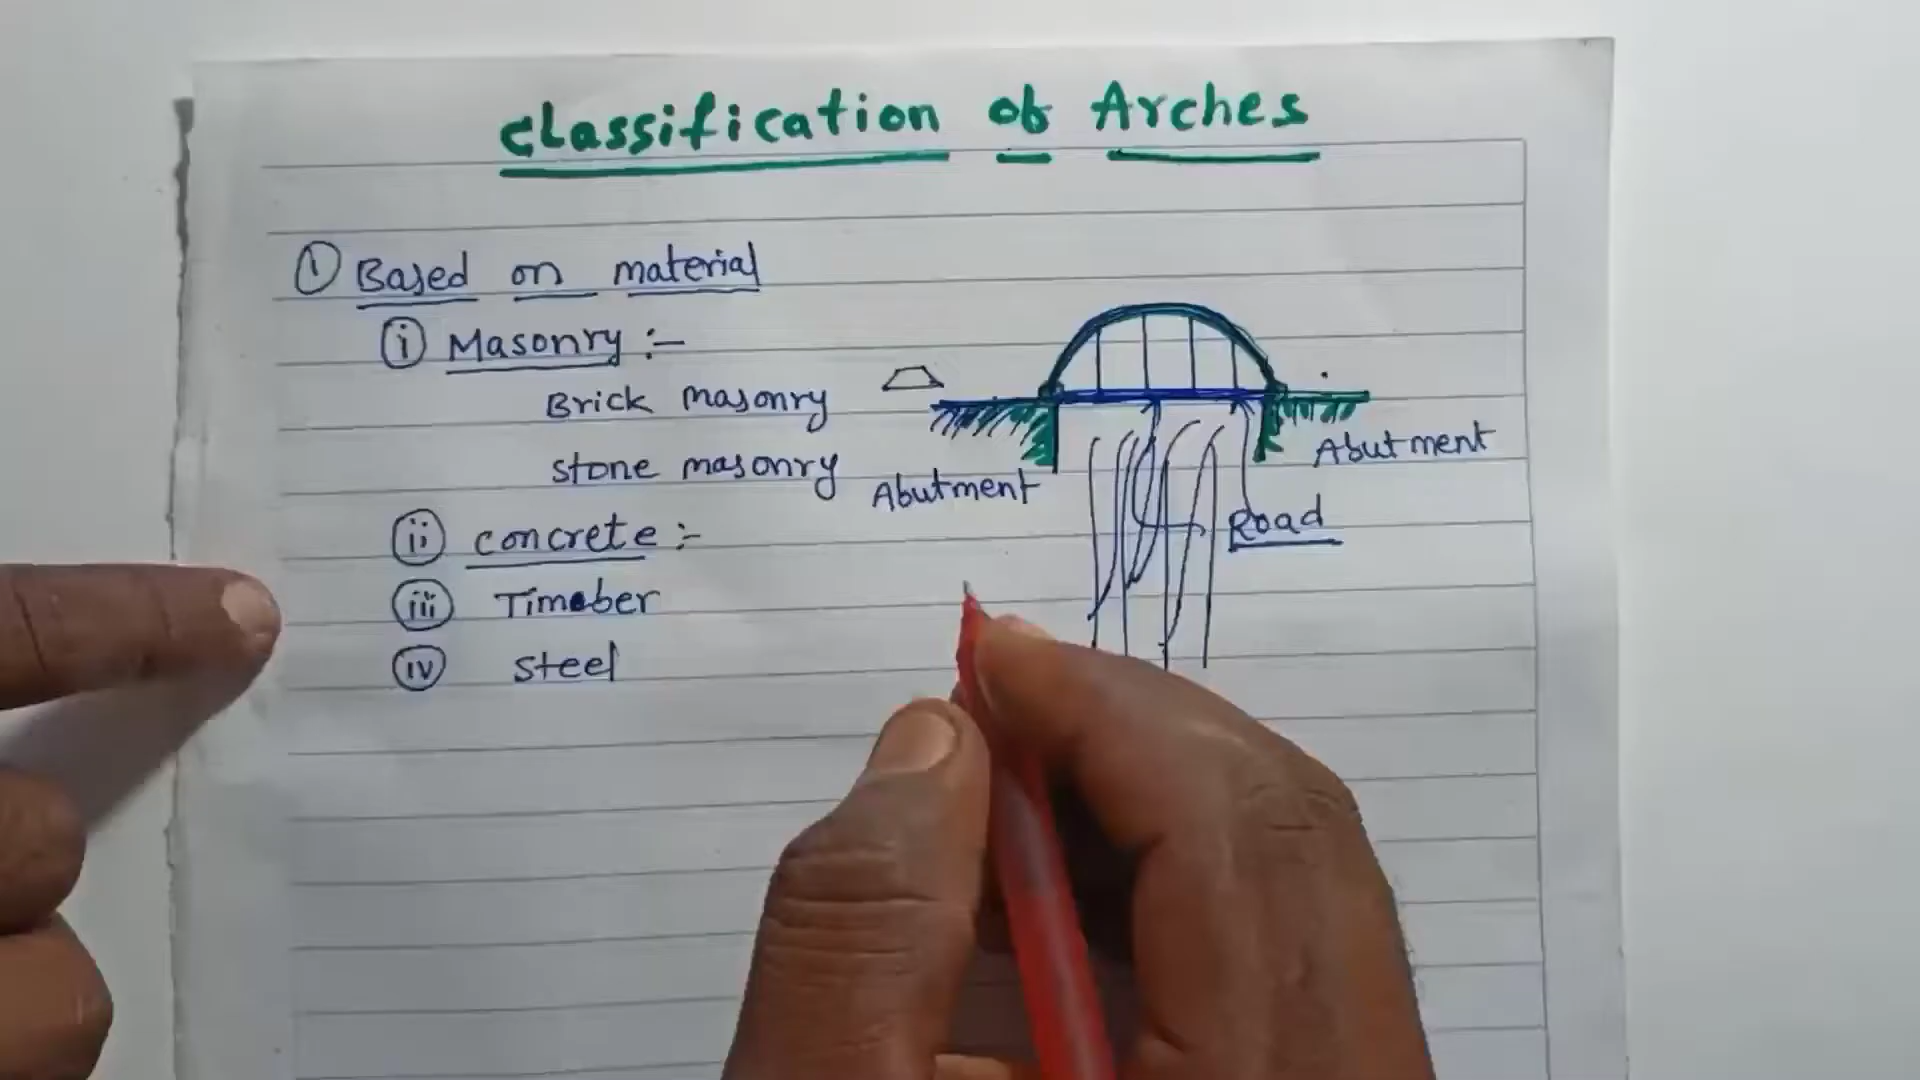 Classification of Arches
① Based on material
ⓘ Masonry :-
Brick masonry
Stone masonry
ⅱ concrete :-
ⅲ Timber
ⅳ Steel
Abutment
Abutment
Road